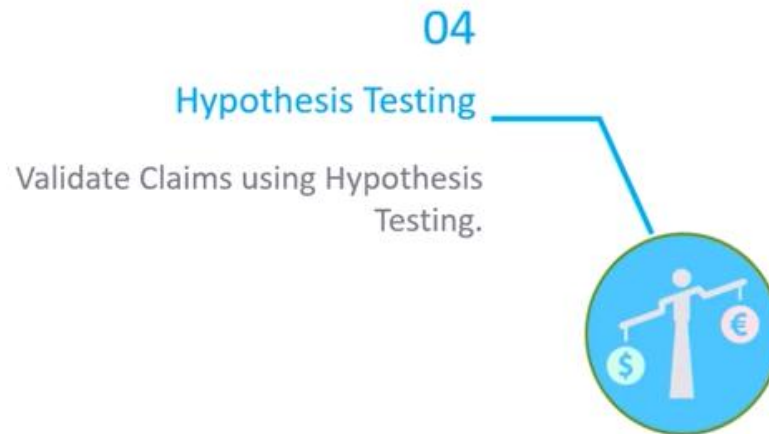 04
Hypothesis Testing
Validate Claims using Hypothesis
Testing.
€
$